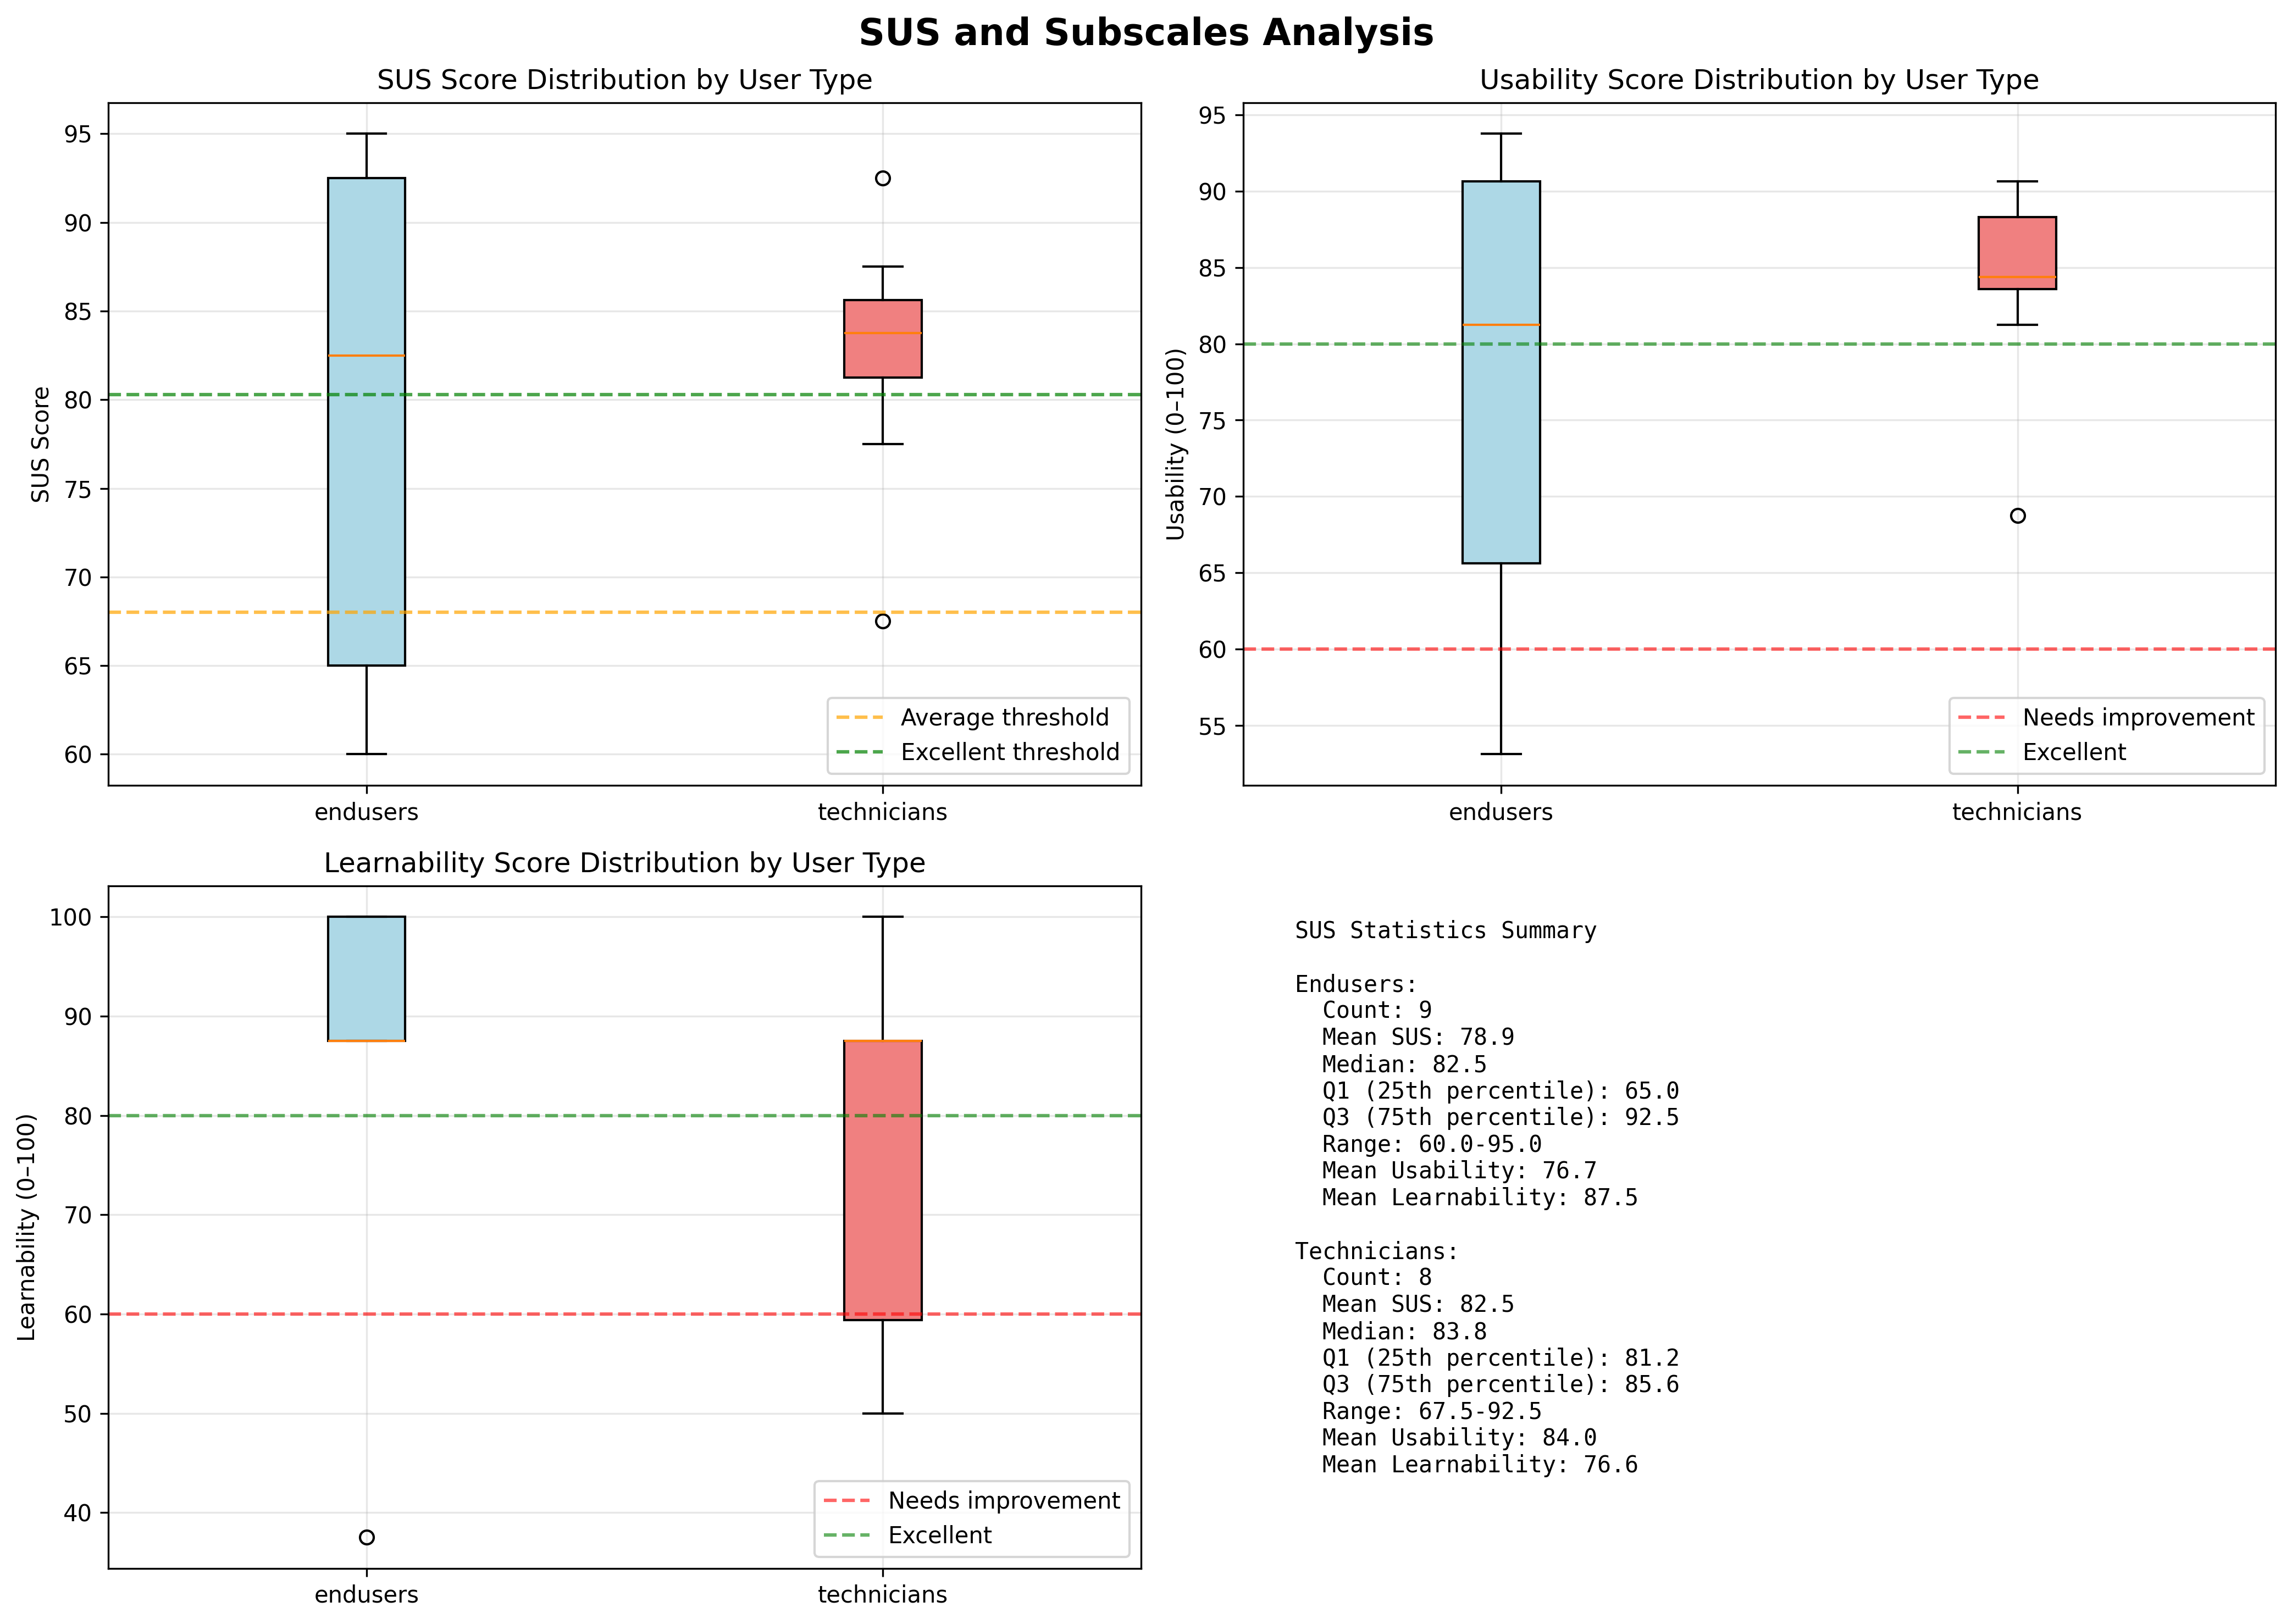 SUS and Subscales Analysis
SUS Score Distribution by User Type
SUS Score
95
90
85
80
75
70
65
60
endusers
technicians
Average threshold
Excellent threshold
Usability Score Distribution by User Type
Usability (0–100)
95
90
85
80
75
70
65
60
55
endusers
technicians
Needs improvement
Excellent
Learnability Score Distribution by User Type
Learnability (0–100)
100
90
80
70
60
50
40
endusers
technicians
Needs improvement
Excellent
SUS Statistics Summary
Endusers:
Count: 9
Mean SUS: 78.9
Median: 82.5
Q1 (25th percentile): 65.0
Q3 (75th percentile): 92.5
Range: 60.0-95.0
Mean Usability: 76.7
Mean Learnability: 87.5
Technicians:
Count: 8
Mean SUS: 82.5
Median: 83.8
Q1 (25th percentile): 81.2
Q3 (75th percentile): 85.6
Range: 67.5-92.5
Mean Usability: 84.0
Mean Learnability: 76.6